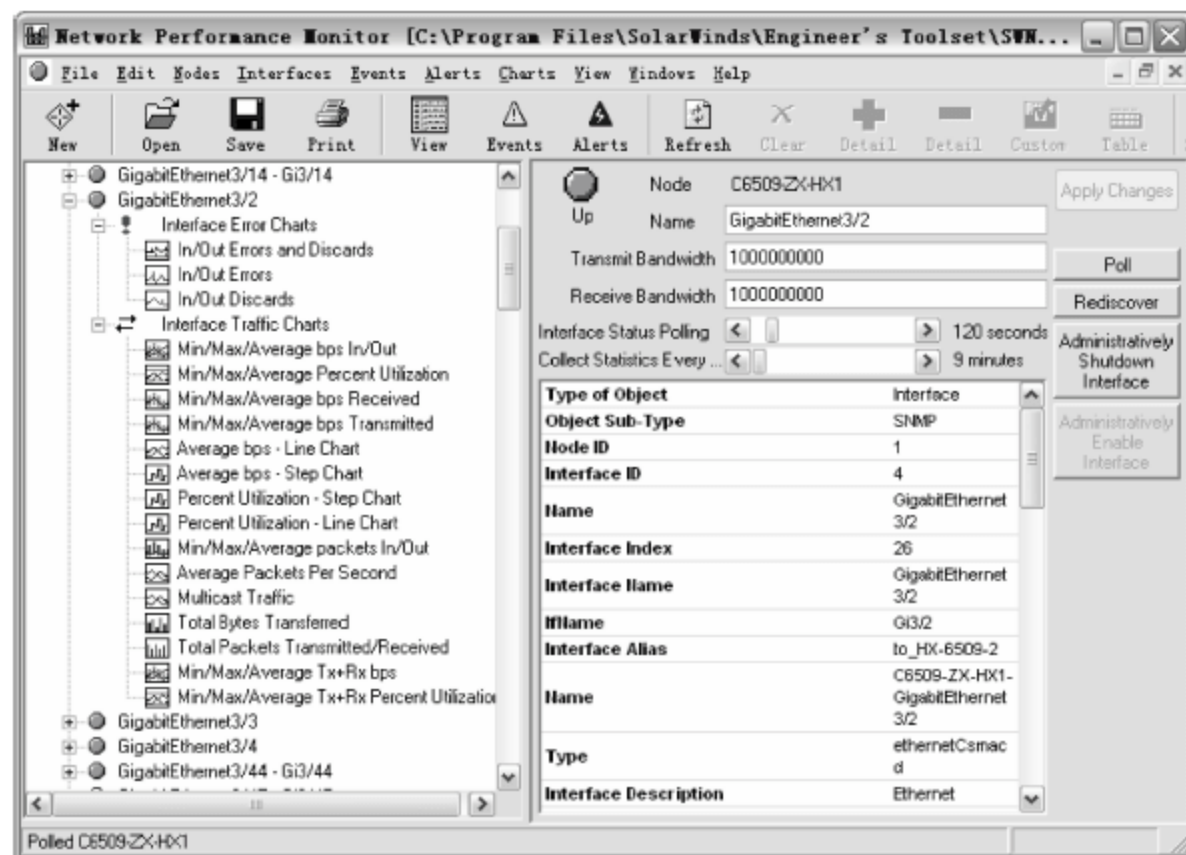 Network Performance Monitor [C:\Program Files\SolarWinds\Engineer's Toolset\SWN...
File Edit Nodes Interfaces Events Alerts Charts View Windows Help
New Open Save Print View Events Alerts Refresh Clear Detail Detail Custom Table
GigabitEthernet3/14 - Gi3/14
GigabitEthernet3/2
Interface Error Charts
In/Out Errors and Discards
In/Out Errors
In/Out Discards
Interface Traffic Charts
Min/Max/Average bps In/Out
Min/Max/Average Percent Utilization
Min/Max/Average bps Received
Min/Max/Average bps Transmitted
Average bps - Line Chart
Average bps - Step Chart
Percent Utilization - Step Chart
Percent Utilization - Line Chart
Min/Max/Average packets In/Out
Average Packets Per Second
Multicast Traffic
Total Bytes Transferred
Total Packets Transmitted/Received
Min/Max/Average Tx+Rx bps
Min/Max/Average Tx+Rx Percent Utilizatio
GigabitEthernet3/3
GigabitEthernet3/4
GigabitEthernet3/44 - Gi3/44
Up
Node C6509-ZX-HX1
Name GigabitEthernet3/2
Transmit Bandwidth 1000000000
Receive Bandwidth 1000000000
Interface Status Polling 120 seconds
Collect Statistics Every ... 9 minutes
Apply Changes
Poll
Rediscover
Administratively
Shutdown
Interface
Administratively
Enable
Interface
Type of Object Interface
Object Sub-Type SNMP
Node ID 1
Interface ID 4
Name GigabitEthernet
3/2
Interface Index 26
Interface Name GigabitEthernet
3/2
IfName Gi3/2
Interface Alias to_HX-6509-2
Name C6509-ZX-HX1-
GigabitEthernet
3/2
Type ethernetCsmac
d
Interface Description Ethernet
Polled C6509-ZX-HX1